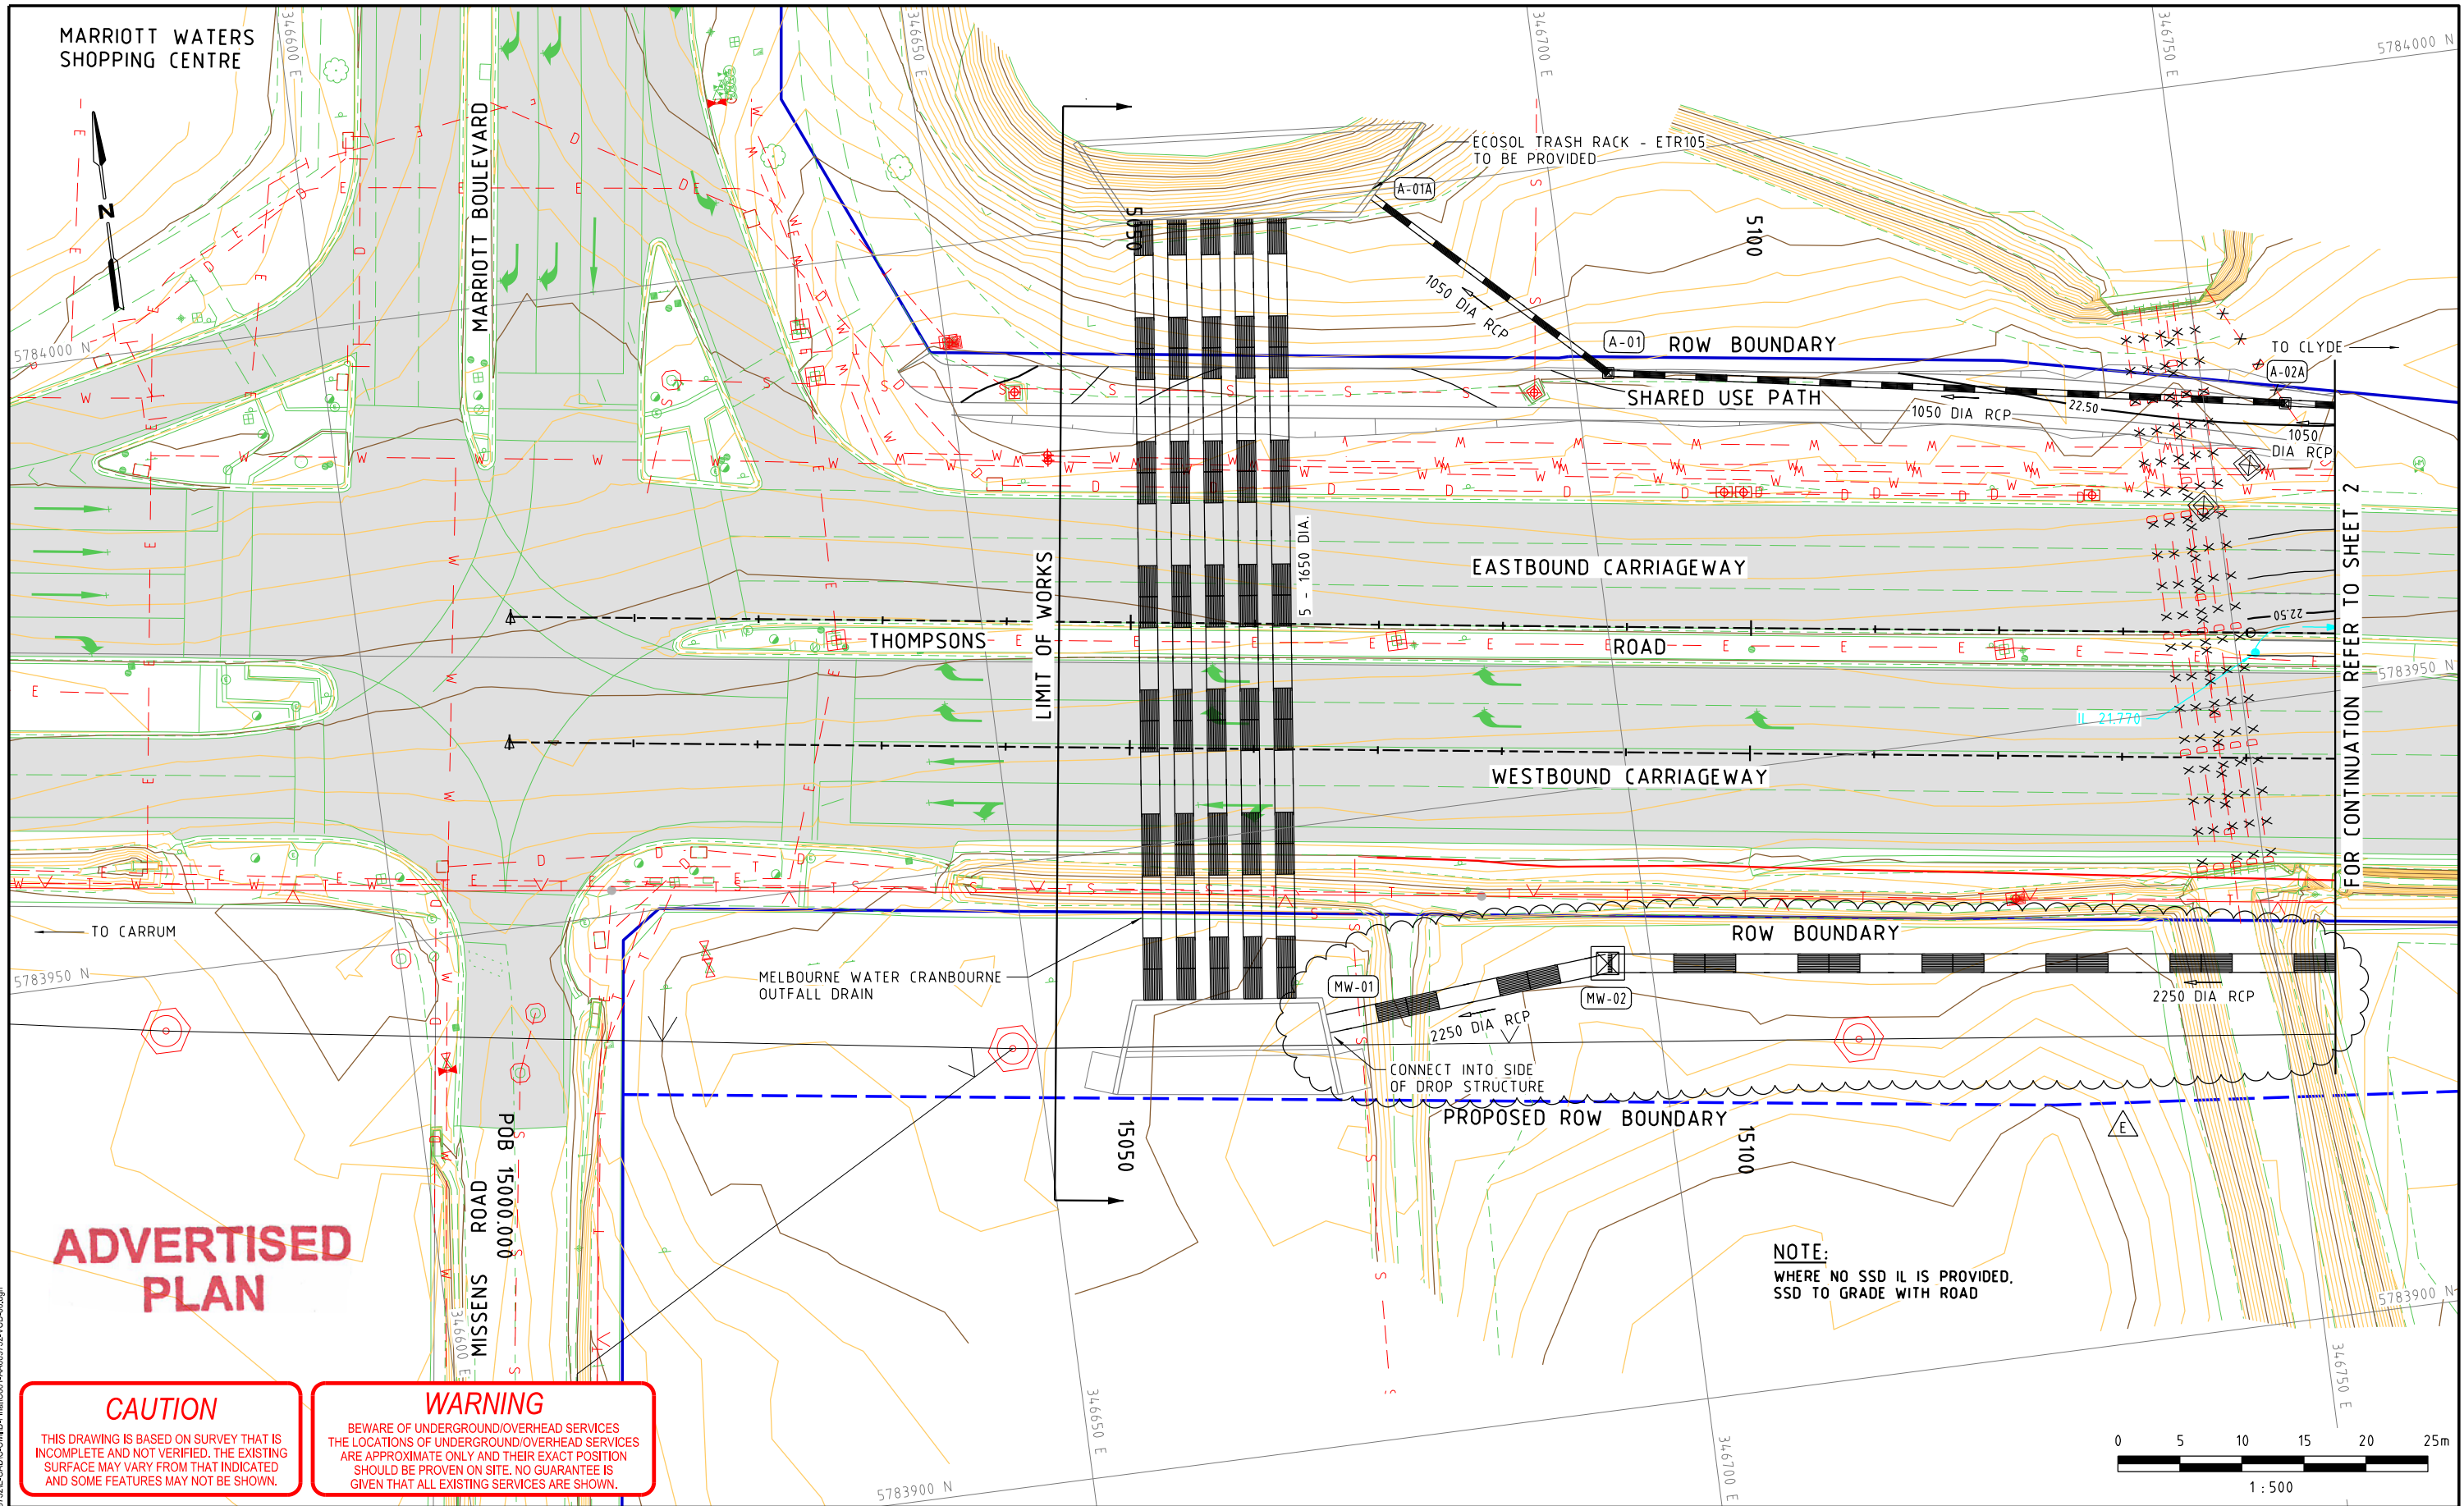 MARRIOTT WATERS
SHOPPING CENTRE
346600 E
346650 E
346700 E
346750 E
5784000 N
MARRIOTT BOULEVARD
N
ECOSOL TRASH RACK - ETR105
TO BE PROVIDED
A-01A
5050
5100
1050 DIA RCP
A-01
ROW BOUNDARY
TO CLYDE
A-02A
5784000 N
SHARED USE PATH
1050 DIA RCP
22.50
1050
DIA RCP
LIMIT OF WORKS
5 - 1650 DIA.
EASTBOUND CARRIAGEWAY
22.50
THOMPSONS
ROAD
5783950 N
IL 21.770
WESTBOUND CARRIAGEWAY
FOR CONTINUATION REFER TO SHEET 2
TO CARRUM
ROW BOUNDARY
5783950 N
MELBOURNE WATER CRANBOURNE
OUTFALL DRAIN
MW-01
MW-02
2250 DIA RCP
2250 DIA RCP
CONNECT INTO SIDE
OF DROP STRUCTURE
PROPOSED ROW BOUNDARY
E
15050
15100
POB 15000.000
MISSENS ROAD
ADVERTISED
PLAN
NOTE:
WHERE NO SSD IL IS PROVIDED,
SSD TO GRADE WITH ROAD
5783900 N
346600 E
346650 E
346700 E
346750 E
5783900 N
CAUTION
THIS DRAWING IS BASED ON SURVEY THAT IS
INCOMPLETE AND NOT VERIFIED. THE EXISTING
SURFACE MAY VARY FROM THAT INDICATED
AND SOME FEATURES MAY NOT BE SHOWN.
WARNING
BEWARE OF UNDERGROUND/OVERHEAD SERVICES
THE LOCATIONS OF UNDERGROUND/OVERHEAD SERVICES
ARE APPROXIMATE ONLY AND THEIR EXACT POSITION
SHOULD BE PROVEN ON SITE. NO GUARANTEE IS
GIVEN THAT ALL EXISTING SERVICES ARE SHOWN.
0 5 10 15 20 25m
1 : 500